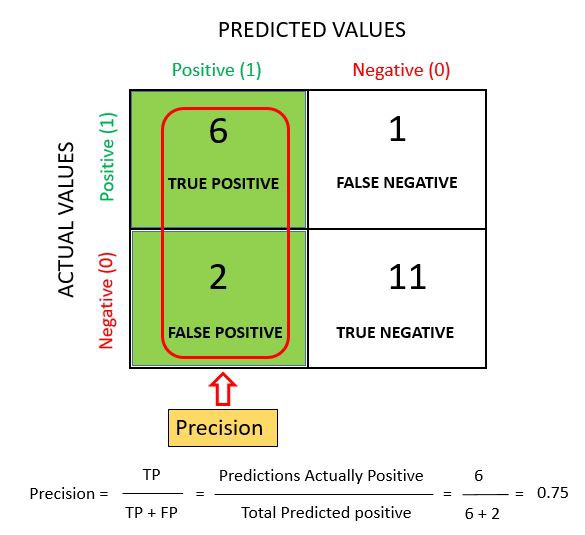 PREDICTED VALUES
Positive (1) Negative (0)
ACTUAL VALUES
Positive (1)
Negative (0)
6 1
TRUE POSITIVE FALSE NEGATIVE
2 11
FALSE POSITIVE TRUE NEGATIVE
Precision
Precision = TP / TP + FP = Predictions Actually Positive / Total Predicted positive = 6 / 6 + 2 = 0.75